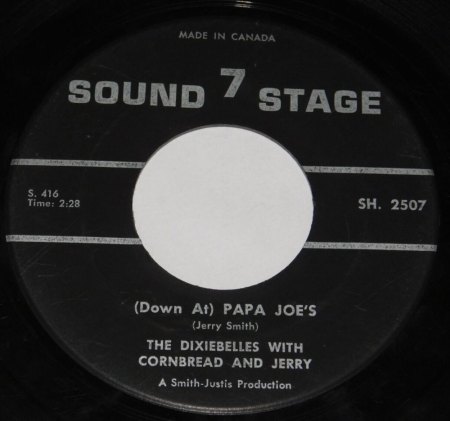 MADE IN CANADA
SOUND 7 STAGE
S. 416
Time: 2:28
SH. 2507
(Down At) PAPA JOE'S
(Jerry Smith)
THE DIXIEBELLES WITH
CORNBREAD AND JERRY
A Smith-Justis Production